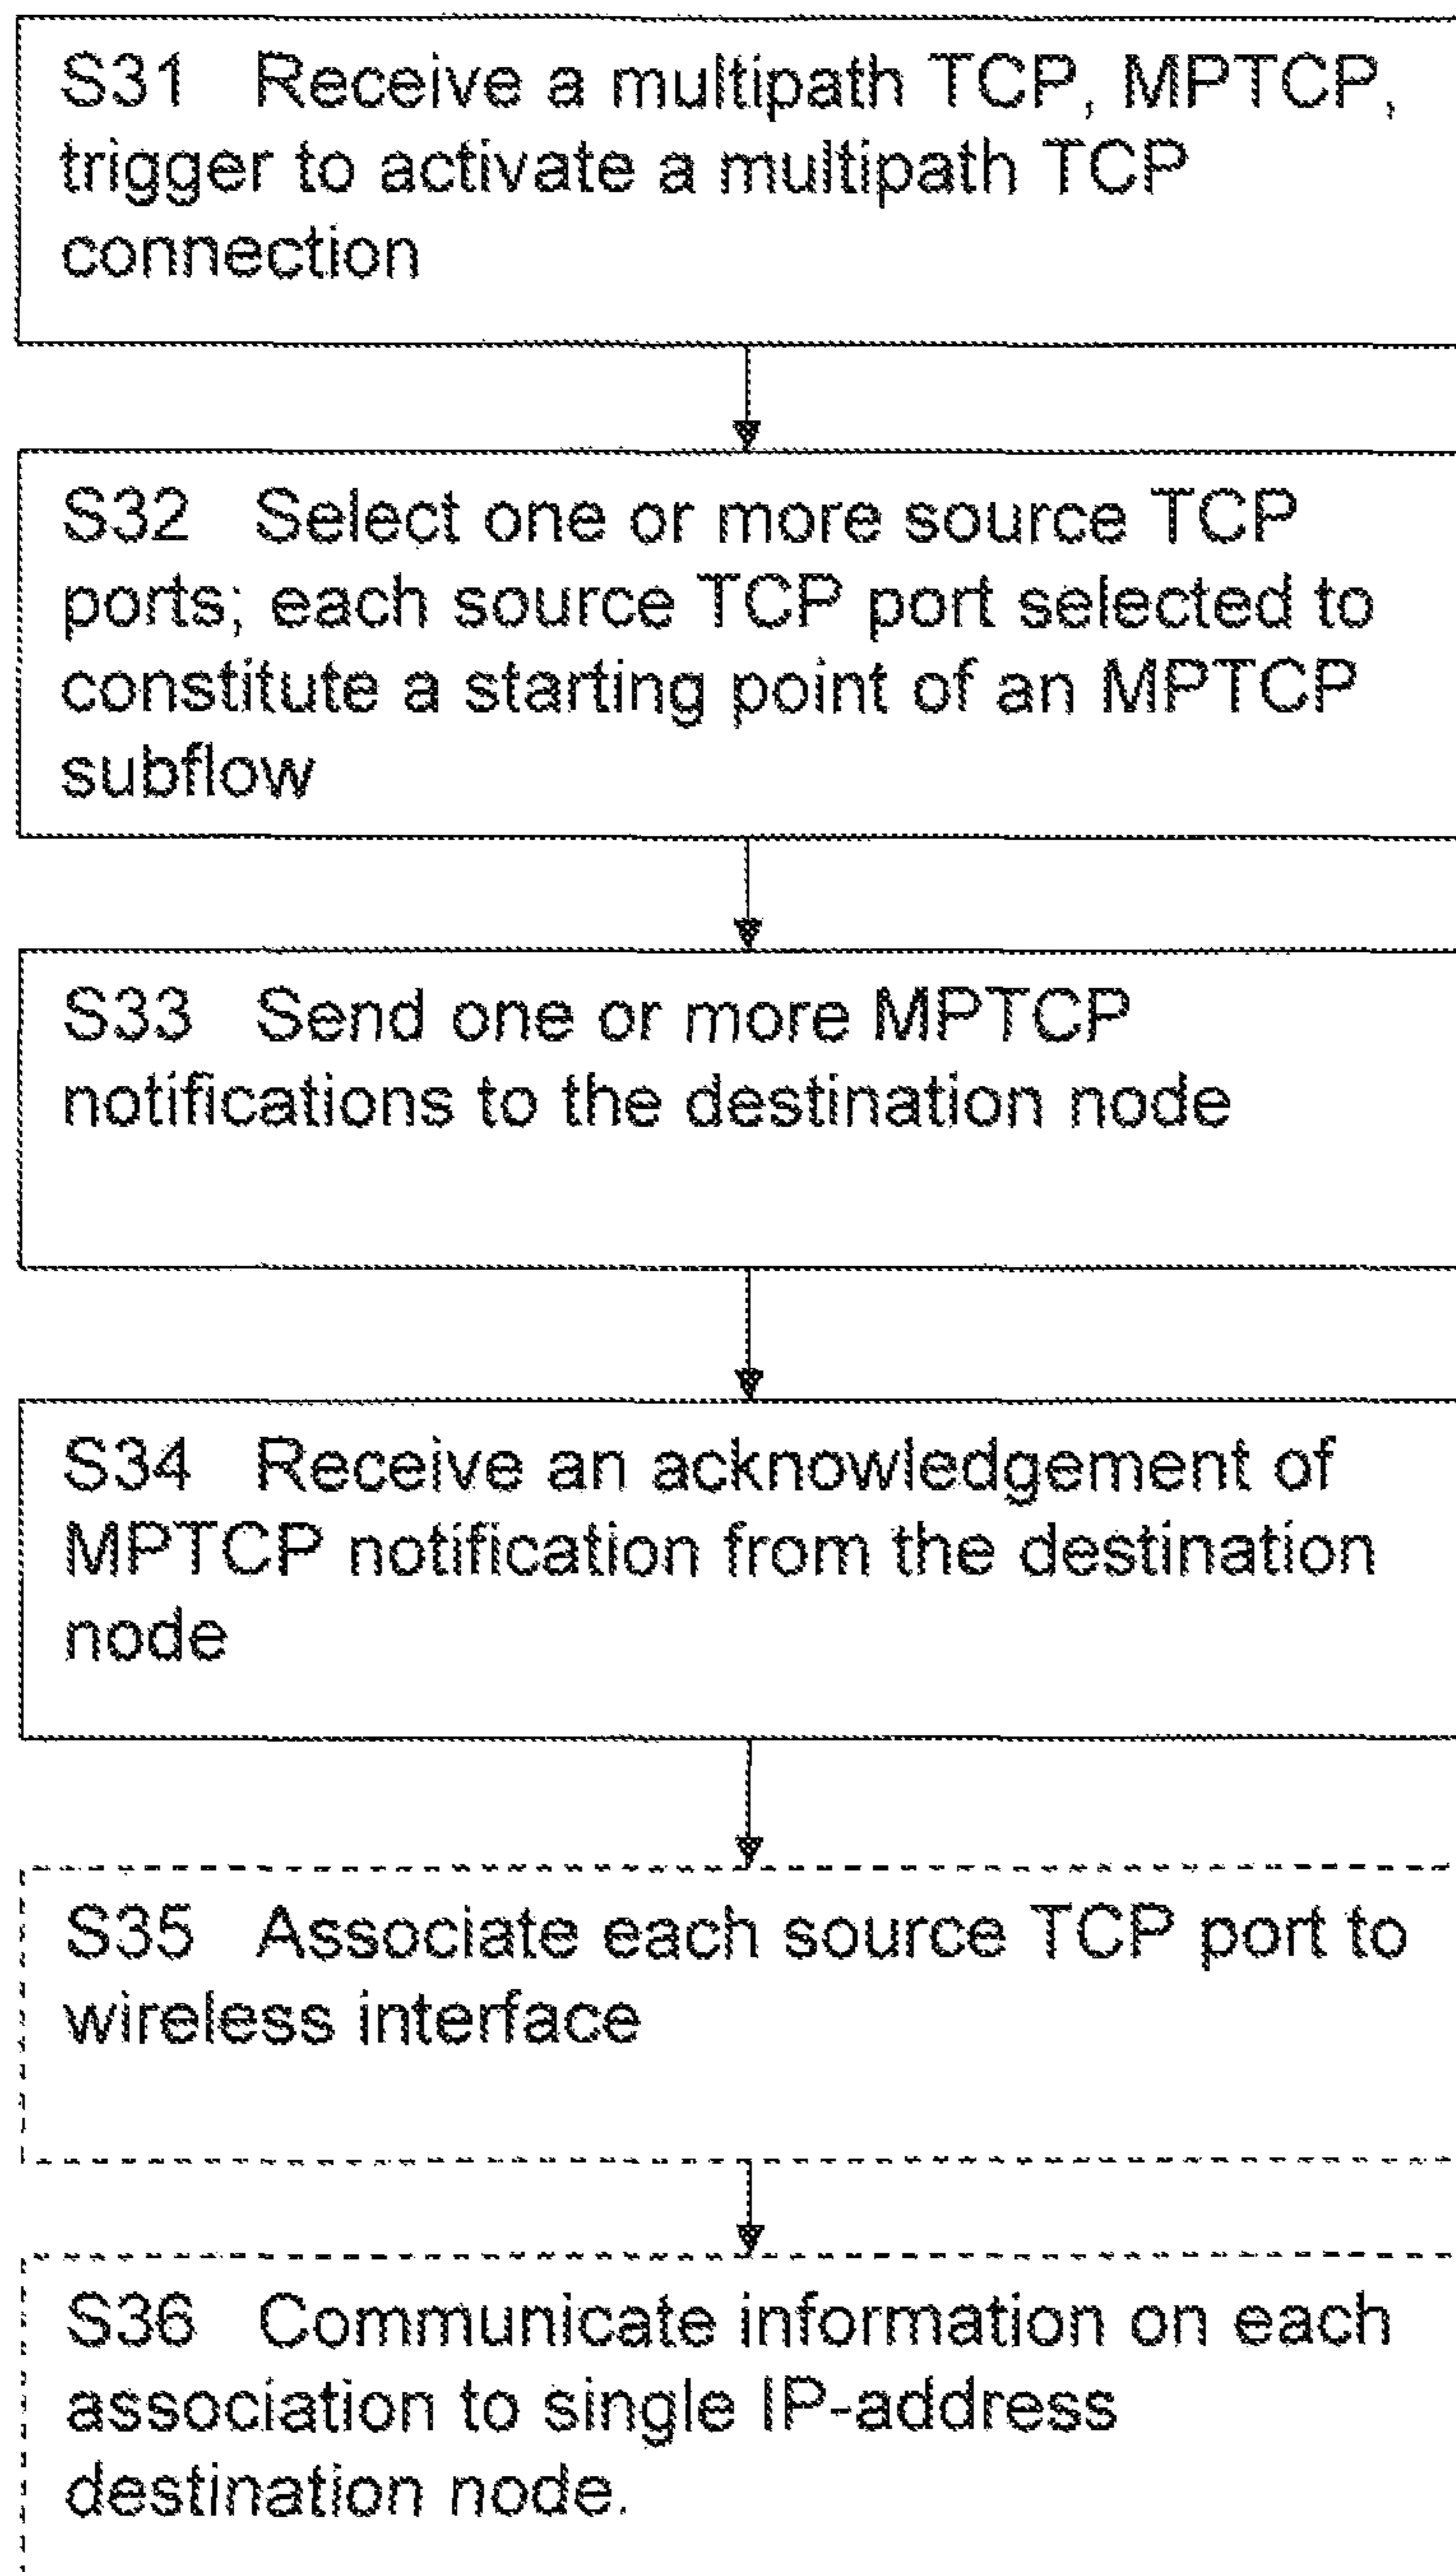 S31 Receive a multipath TCP, MPTCP,
trigger to activate a multipath TCP
connection
S32 Select one or more source TCP
ports; each source TCP port selected to
constitute a starting point of an MPTCP
subflow
S33 Send one or more MPTCP
notifications to the destination node
S34 Receive an acknowledgement of
MPTCP notification from the destination
node
S35 Associate each source TCP port to
wireless interface
S36 Communicate information on each
association to single IP-address
destination node.